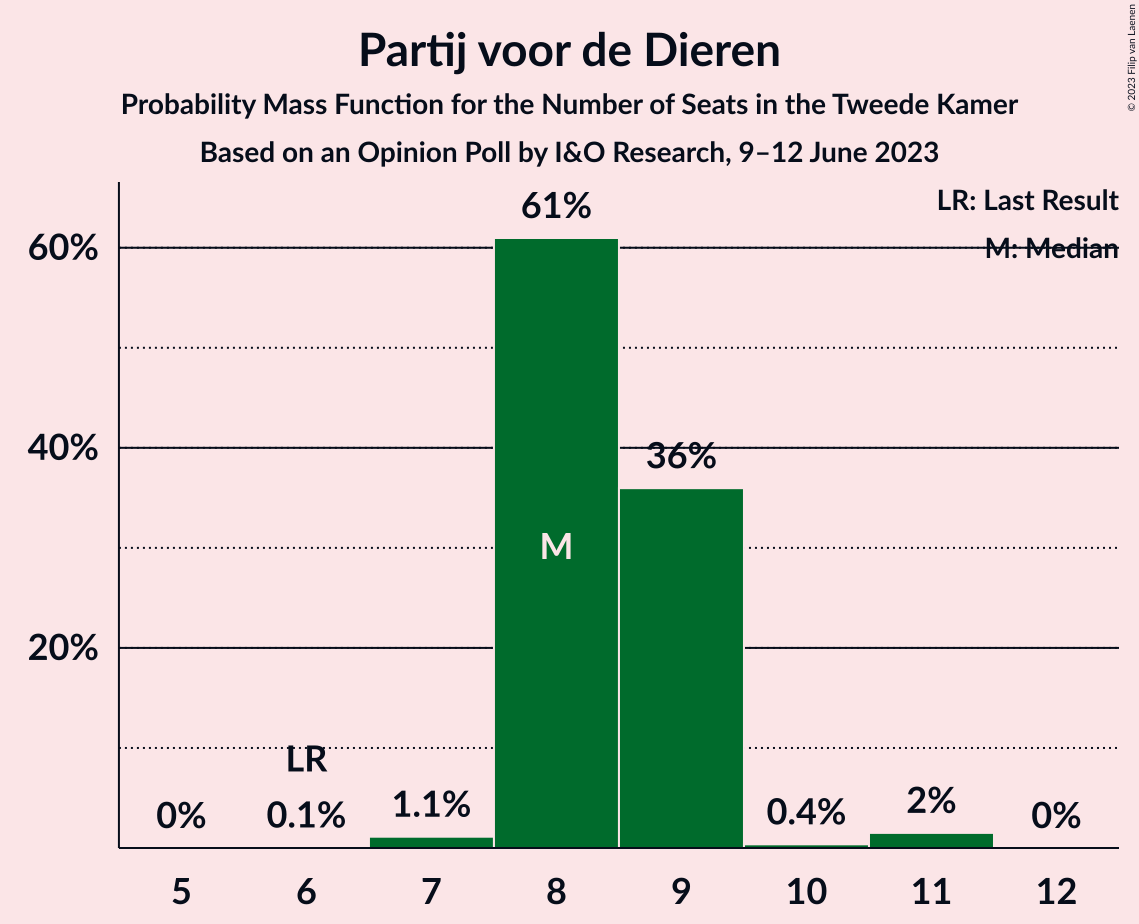 Partij voor de Dieren
Probability Mass Function for the Number of Seats in the Tweede Kamer
Based on an Opinion Poll by I&O Research, 9–12 June 2023
© 2023 Filip van Laenen
LR: Last Result
M: Median
60%
40%
20%
61%
36%
M
LR
0%
0.1%
1.1%
0.4%
2%
0%
5 6 7 8 9 10 11 12